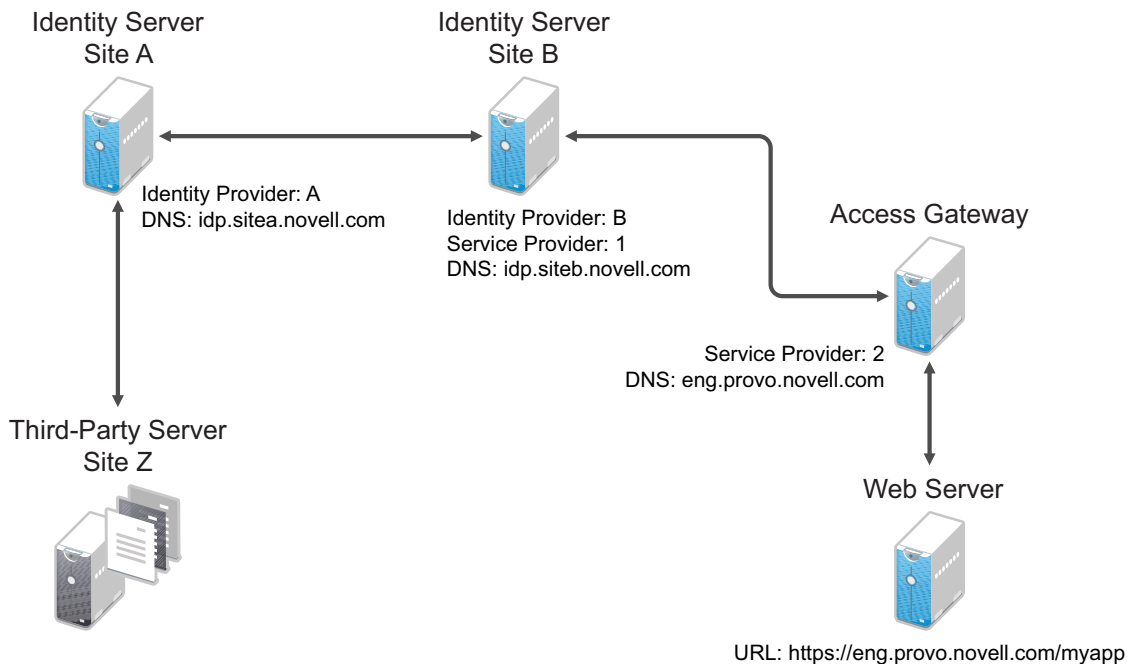 Identity Server
Site A
Identity Server
Site B
Identity Provider: A
DNS: idp.sitea.novell.com
Identity Provider: B
Service Provider: 1
DNS: idp.siteb.novell.com
Access Gateway
Service Provider: 2
DNS: eng.provo.novell.com
Third-Party Server
Site Z
Web Server
URL: https://eng.provo.novell.com/myapp